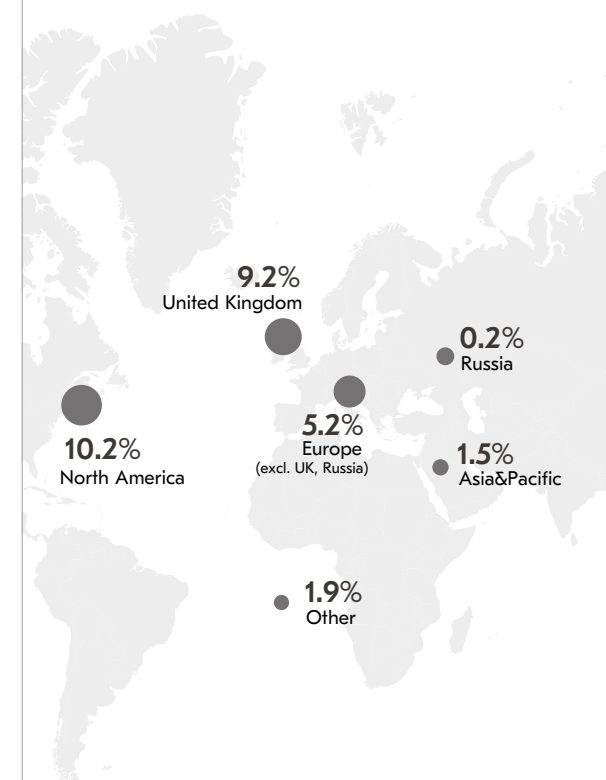 9.2%
United Kingdom
0.2%
Russia
10.2%
North America
5.2%
Europe
(excl. UK, Russia)
1.5%
Asia&Pacific
1.9%
Other